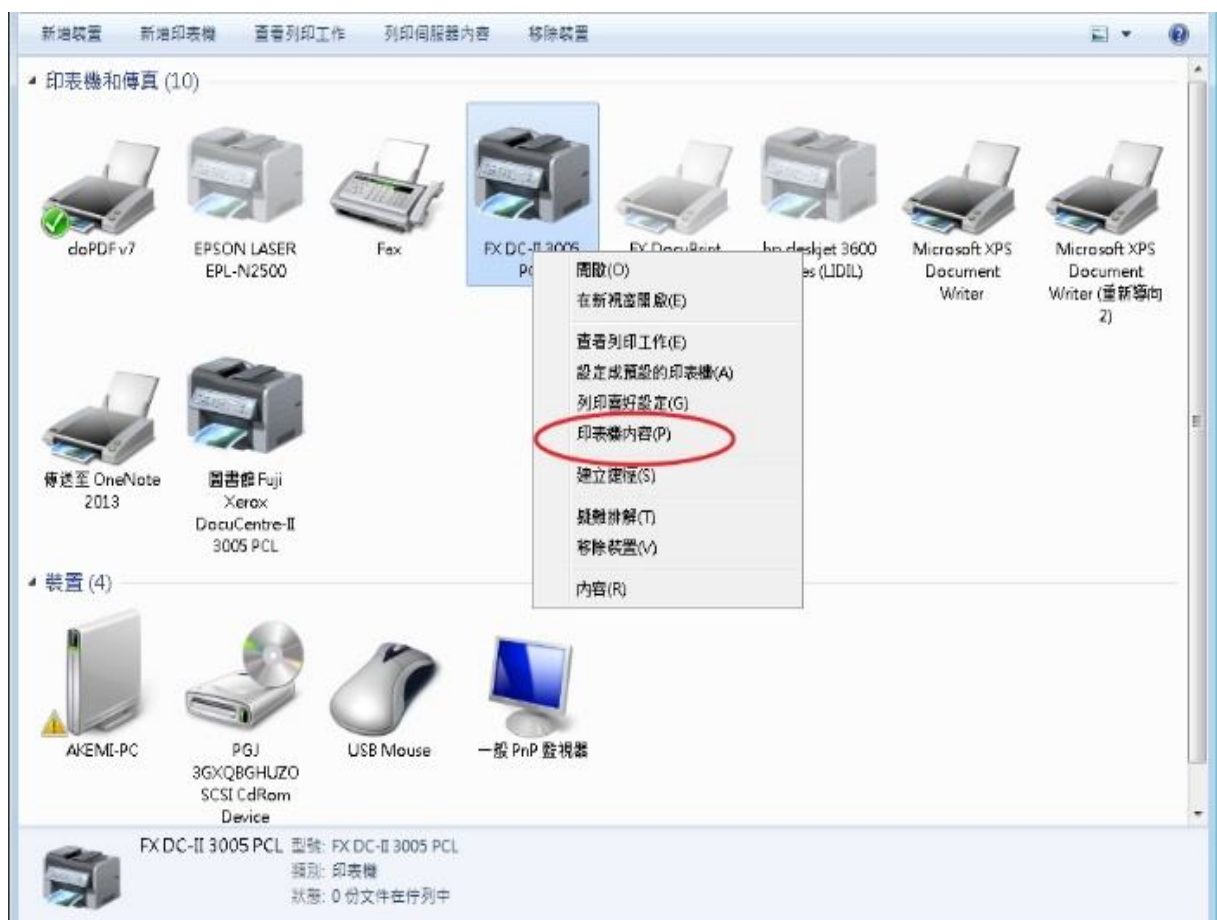 新增裝置 新增印表機 查看列印工作 列印伺服器內容 移除裝置
印表機和傳真 (10)
doPDF v7
EPSON LASER
EPL-N2500
Fax
FX DC-II 3005
FX DocuPrint
hp deskjet 3600
es (LIDIL)
Microsoft XPS
Document
Writer
Microsoft XPS
Document
Writer (重新導向
2)
開啟(O)
在新視窗開啟(E)
查看列印工作(E)
設定成預設的印表機(A)
列印喜好設定(G)
印表機內容(P)
建立捷徑(S)
疑難排解(T)
移除裝置(V)
內容(R)
傳送至 OneNote
2013
圖書館 Fuji
Xerox
DocuCentre-II
3005 PCL
裝置 (4)
AKEMI-PC
PGJ
3GXQBGHUZO
SCSI CdRom
Device
USB Mouse
一般 PnP 監視器
FX DC-II 3005 PCL 型號: FX DC-II 3005 PCL
類別: 印表機
狀態: 0 份文件在佇列中